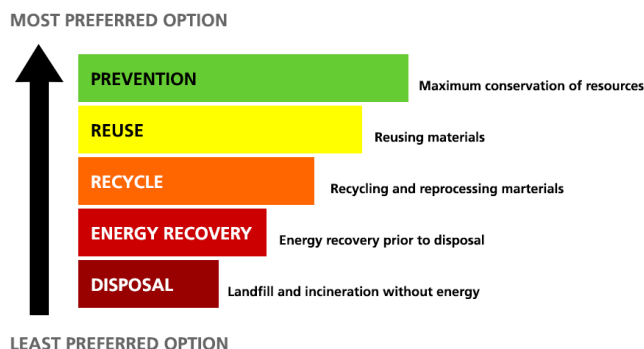 MOST PREFERRED OPTION
PREVENTION
Maximum conservation of resources
REUSE
Reusing materials
RECYCLE
Recycling and reprocessing marterials
ENERGY RECOVERY
Energy recovery prior to disposal
DISPOSAL
Landfill and incineration without energy
LEAST PREFERRED OPTION